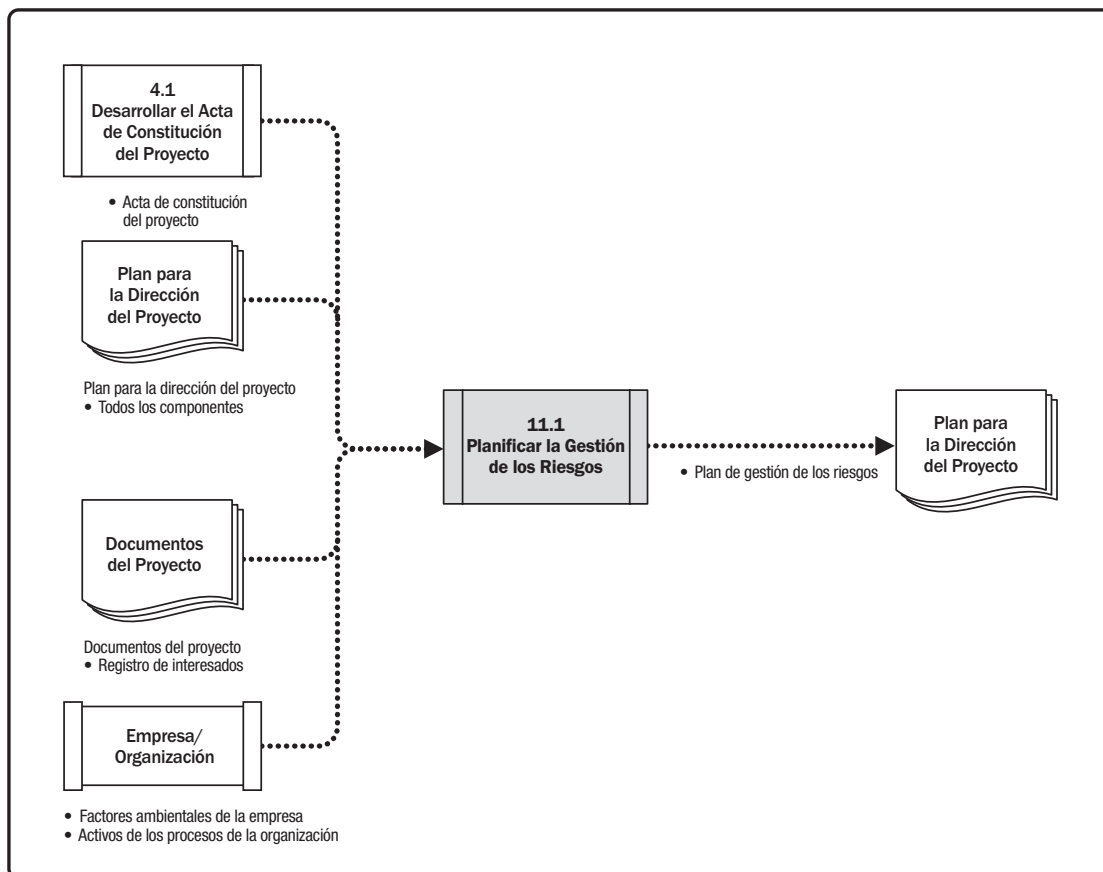 4.1
Desarrollar el Acta
de Constitución
del Proyecto
• Acta de constitución
del proyecto
Plan para
la Dirección
del Proyecto
Plan para la dirección del proyecto
• Todos los componentes
Documentos
del Proyecto
Documentos del proyecto
• Registro de interesados
Empresa/
Organización
• Factores ambientales de la empresa
• Activos de los procesos de la organización
11.1
Planificar la Gestión
de los Riesgos
• Plan de gestión de los riesgos
Plan para
la Dirección
del Proyecto